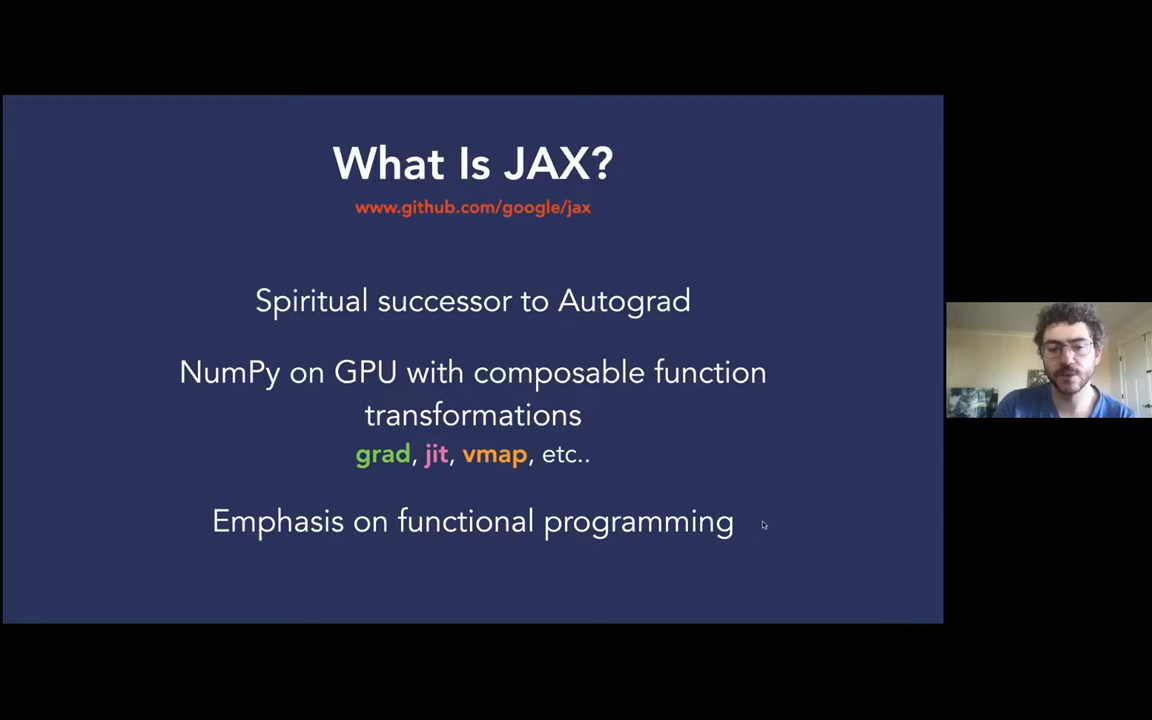 What Is JAX?
www.github.com/google/jax
Spiritual successor to Autograd
NumPy on GPU with composable function
transformations
grad, jit, vmap, etc..
Emphasis on functional programming